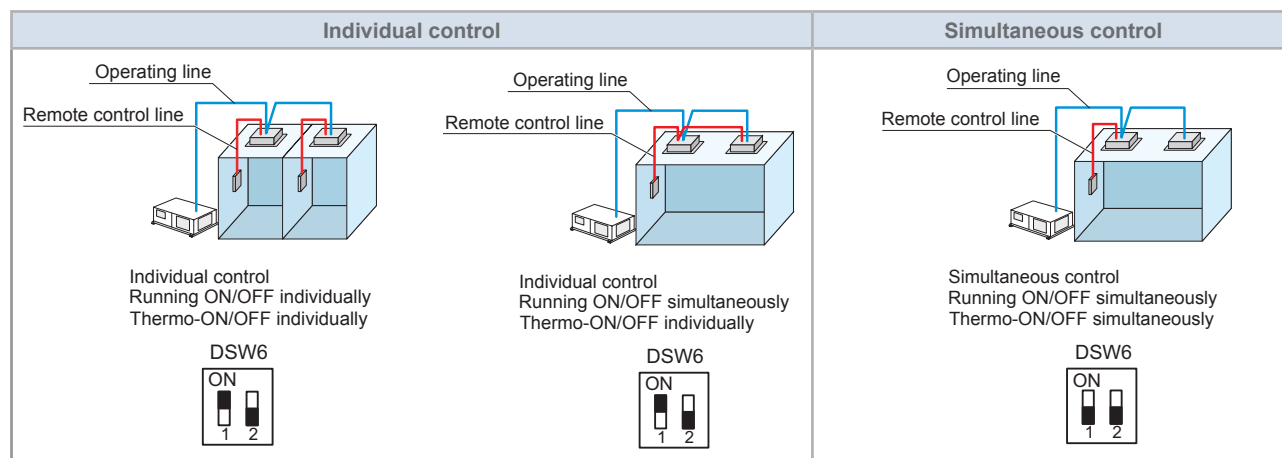 Individual control
Simultaneous control
Operating line
Remote control line
Individual control
Running ON/OFF individually
Thermo-ON/OFF individually
DSW6
ON
1 2
Operating line
Remote control line
Individual control
Running ON/OFF simultaneously
Thermo-ON/OFF individually
DSW6
ON
1 2
Operating line
Remote control line
Simultaneous control
Running ON/OFF simultaneously
Thermo-ON/OFF simultaneously
DSW6
ON
1 2